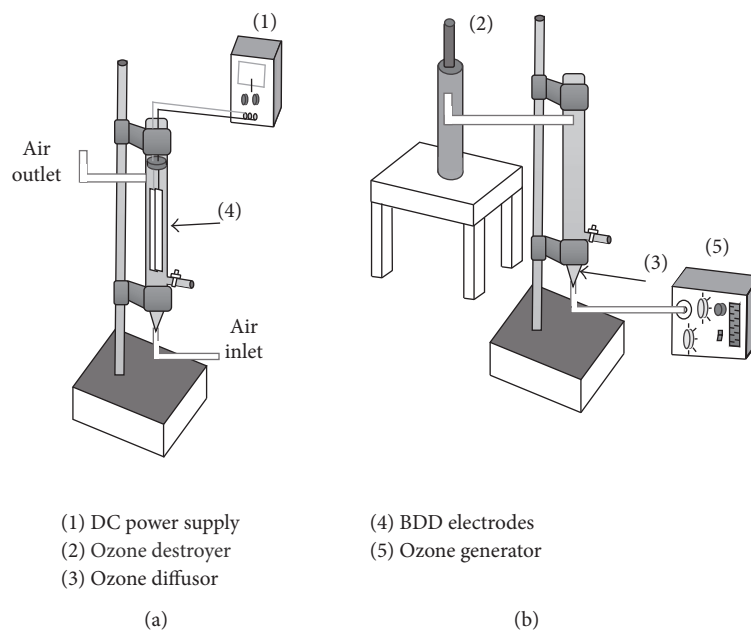 (1)
Air
outlet
(4)
Air
inlet
(2)
(3)
(5)
(1) DC power supply
(2) Ozone destroyer
(3) Ozone diffusor
(4) BDD electrodes
(5) Ozone generator
(a)
(b)